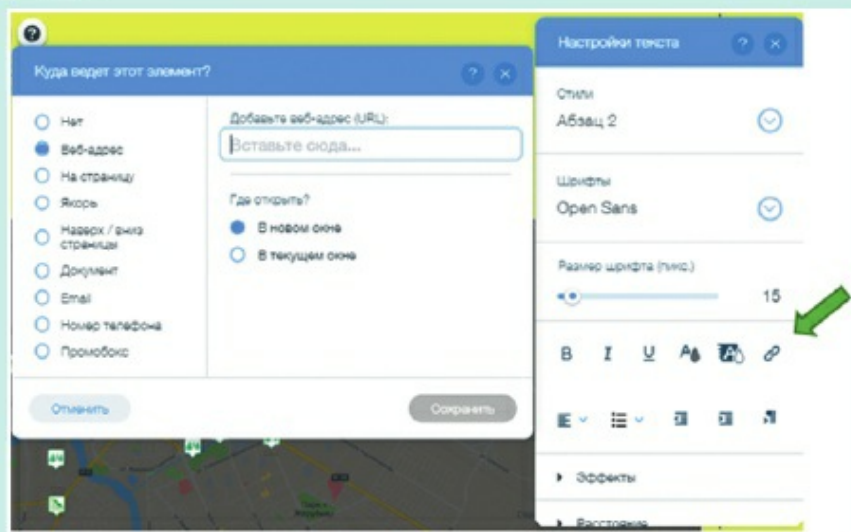 Куда ведет этот элемент?
Нет
Веб-адрес
На страницу
Якорь
Наверх / вниз
страницы
Документ
Email
Номер телефона
Промобокс
Добавьте веб-адрес (URL):
Вставьте сюда...
Где открыть?
В новом окне
В текущем окне
Отменить
Сохранить
Настройки текста
Стили
Абзац 2
Шрифты
Open Sans
Размер шрифта (пикс.)
15
B I U A A
Эффекты
Расстояние